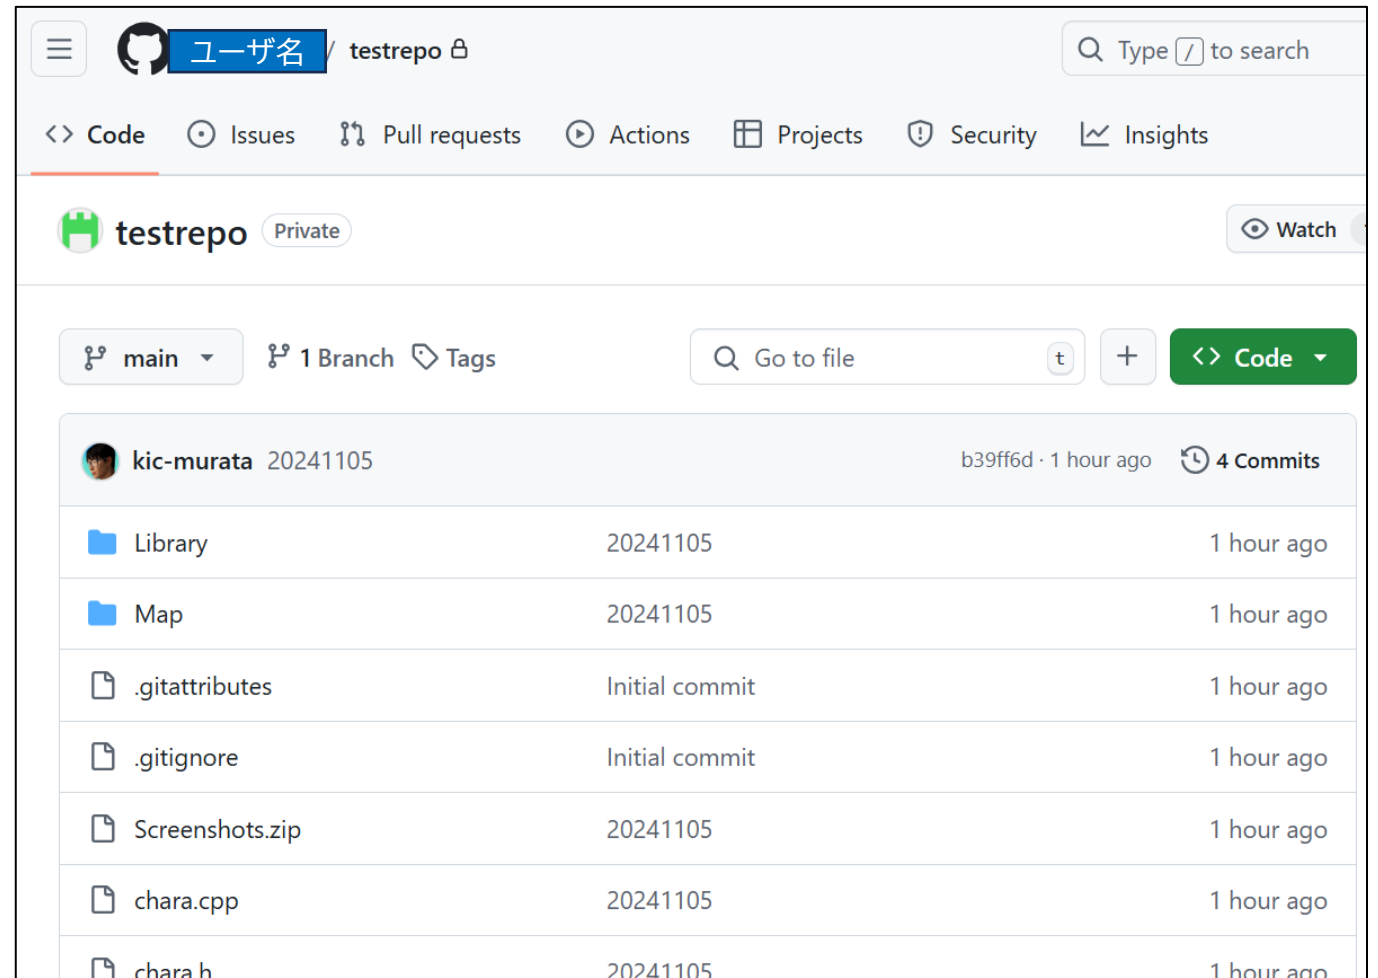 ユーザ名 / testrepo
Type / to search
Code Issues Pull requests Actions Projects Security Insights
testrepo Private
Watch
main 1 Branch Tags
Go to file t
Code
kic-murata 20241105 b39ff6d · 1 hour ago 4 Commits
Library 20241105 1 hour ago
Map 20241105 1 hour ago
.gitattributes Initial commit 1 hour ago
.gitignore Initial commit 1 hour ago
Screenshots.zip 20241105 1 hour ago
chara.cpp 20241105 1 hour ago
chara.h 20241105 1 hour ago